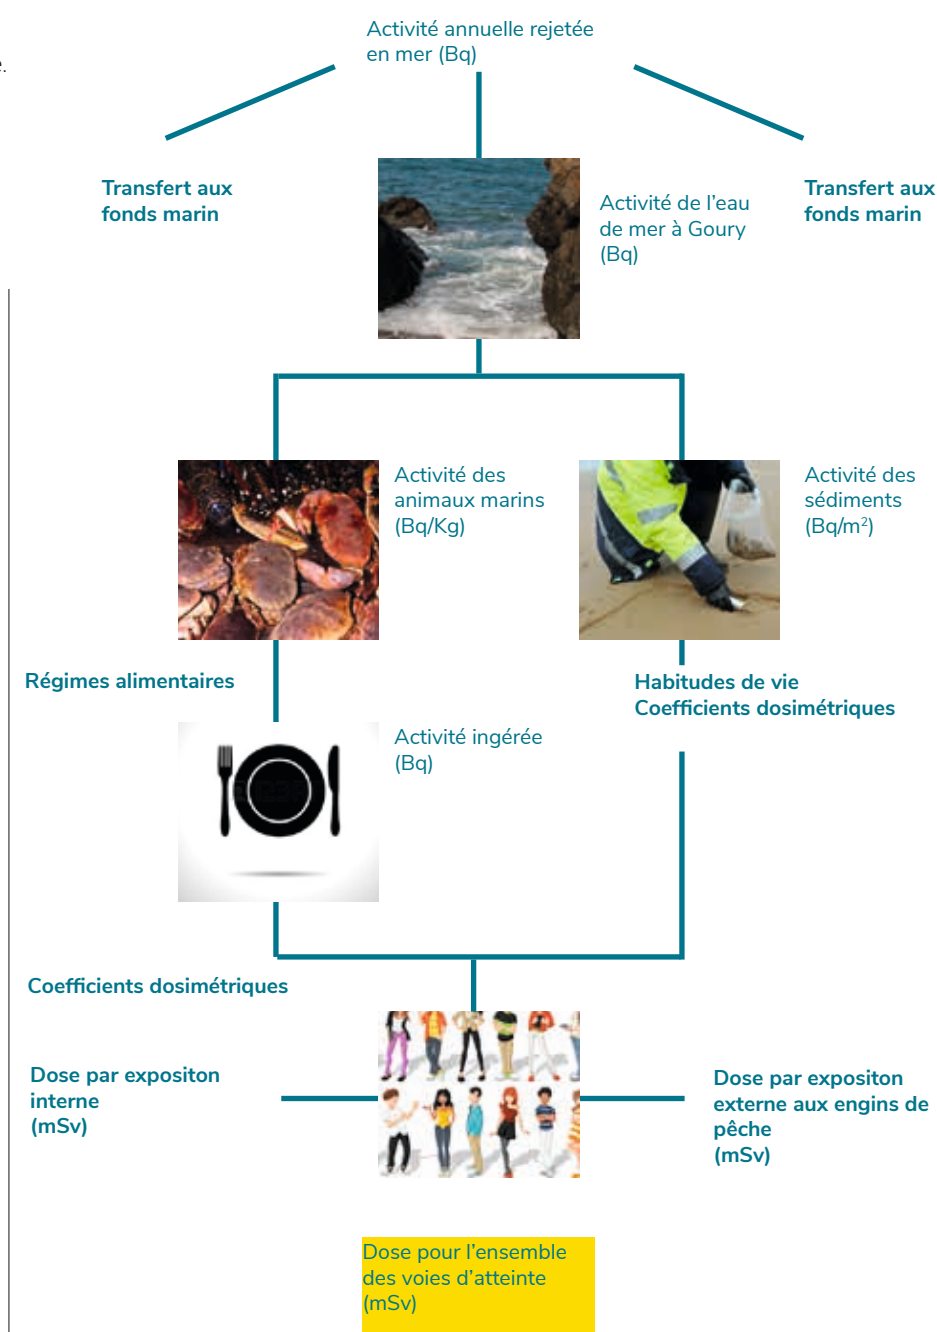 Activité annuelle rejetée
en mer (Bq)
e.
Transfert aux
fonds marin
Activité de l'eau
de mer à Goury
(Bq)
Transfert aux
fonds marin
Activité des
animaux marins
(Bq/Kg)
Activité des
sédiments
(Bq/m²)
Régimes alimentaires
Habitudes de vie
Coefficients dosimétriques
Activité ingérée
(Bq)
Coefficients dosimétriques
Dose par expositon
interne
(mSv)
Dose par expositon
externe aux engins de
pêche
(mSv)
Dose pour l'ensemble
des voies d'atteinte
(mSv)